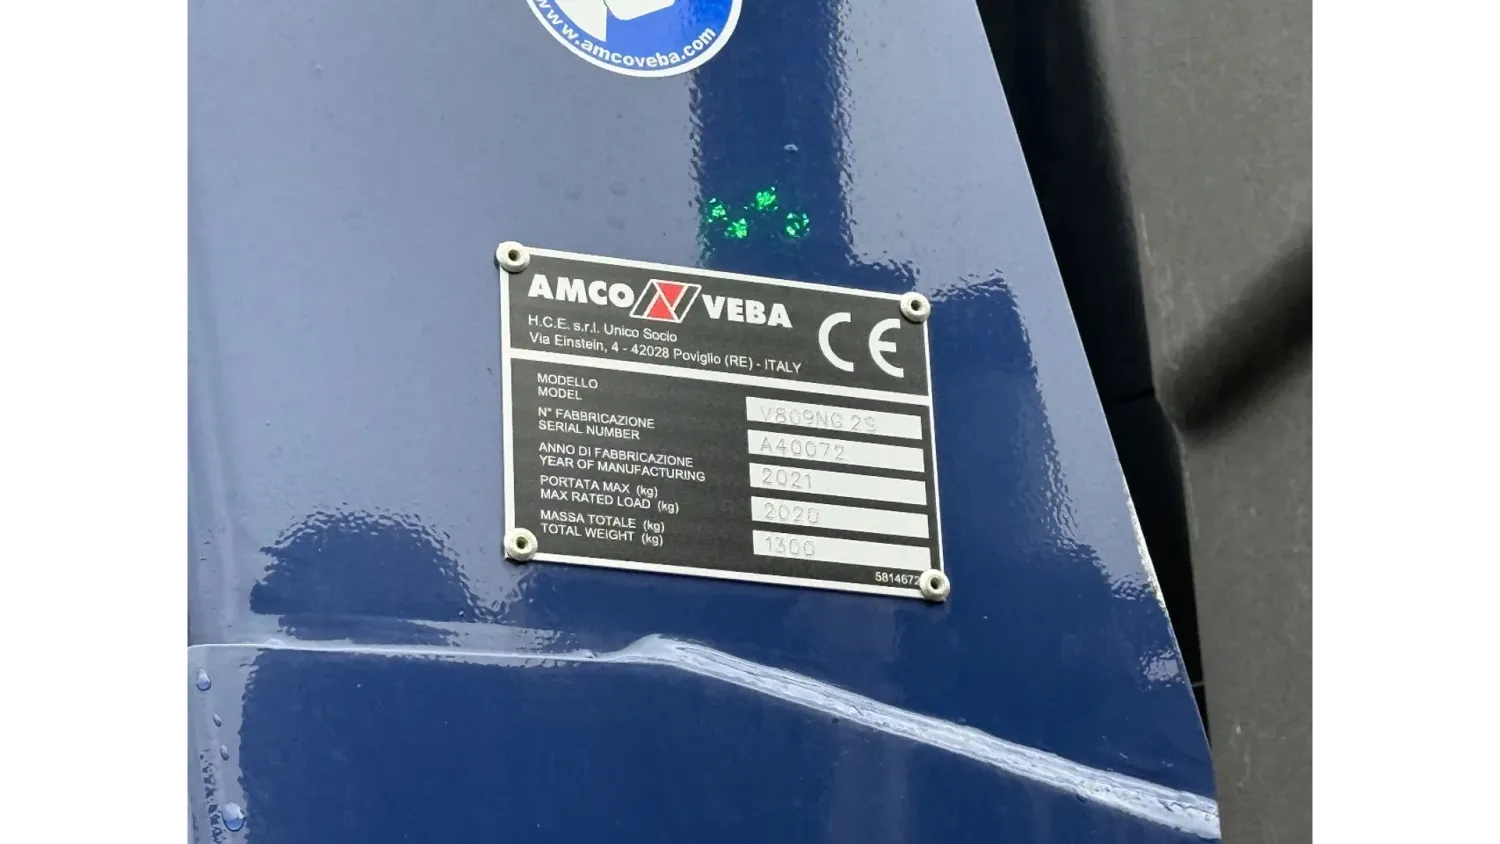 www.amcoveba.com
AMCO VEBA
H.C.E. s.r.l. Unico Socio
Via Einstein, 4 - 42028 Poviglio (RE) - ITALY
CE
MODELLO
MODEL
V809NG 2S
N° FABBRICAZIONE
SERIAL NUMBER
A40072
ANNO DI FABBRICAZIONE
YEAR OF MANUFACTURING
2021
PORTATA MAX (kg)
MAX RATED LOAD (kg)
2020
MASSA TOTALE (kg)
TOTAL WEIGHT (kg)
1300
5814672